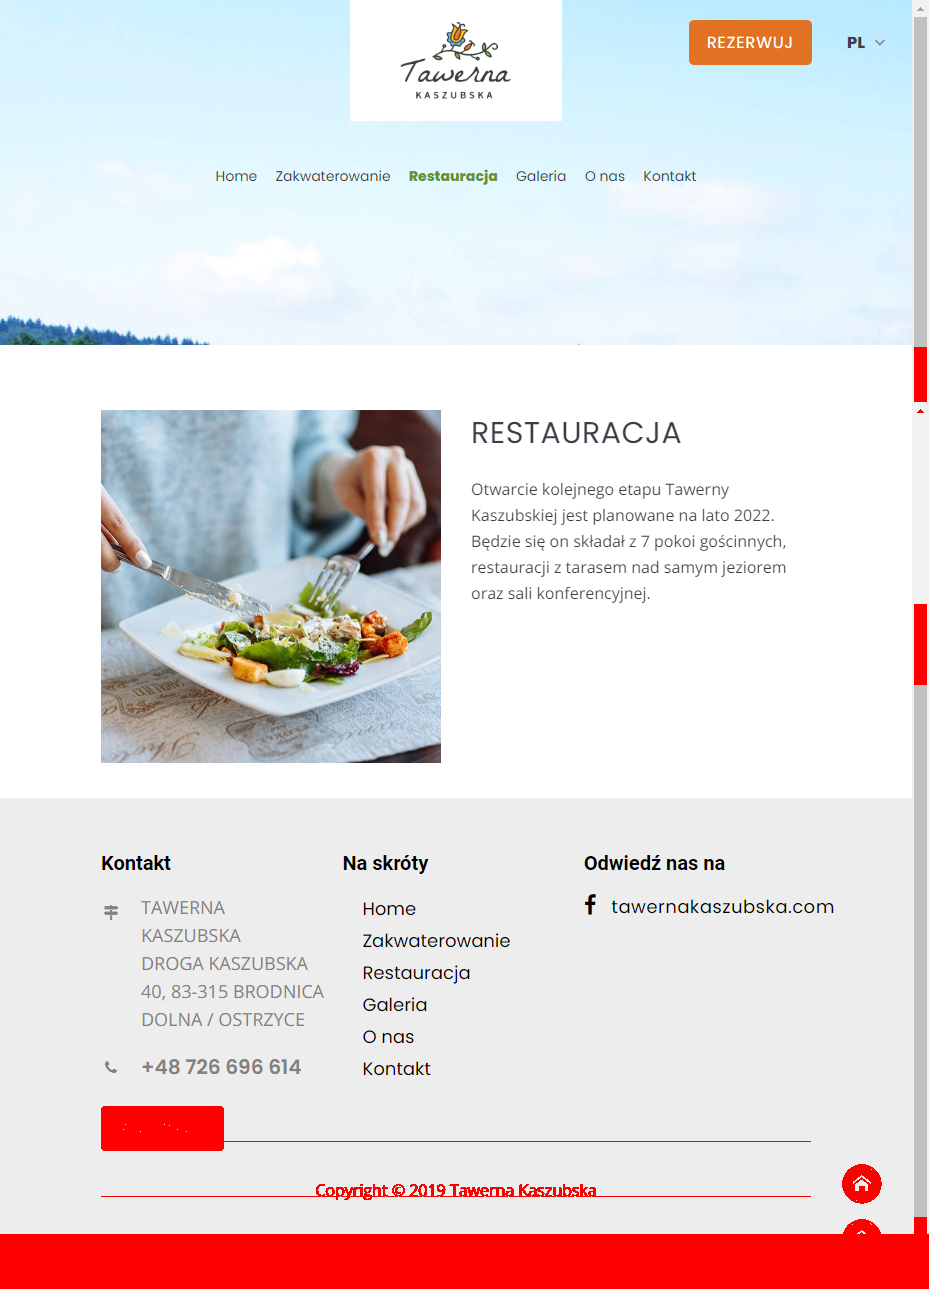 Tawerna
KASZUBSKA
REZERWUJ
PL
Home Zakwaterowanie Restauracja Galeria O nas Kontakt
RESTAURACJA
Otwarcie kolejnego etapu Tawerny
Kaszubskiej jest planowane na lato 2022.
Będzie się on składał z 7 pokoi gościnnych,
restauracji z tarasem nad samym jeziorem
oraz sali konferencyjnej.
Kontakt
TAWERNA
KASZUBSKA
DROGA KASZUBSKA
40, 83-315 BRODNICA
DOLNA / OSTRZYCE
+48 726 696 614
Na skróty
Home
Zakwaterowanie
Restauracja
Galeria
O nas
Kontakt
Odwiedź nas na
tawernakaszubska.com
Copyright © 2019 Tawerna Kaszubska